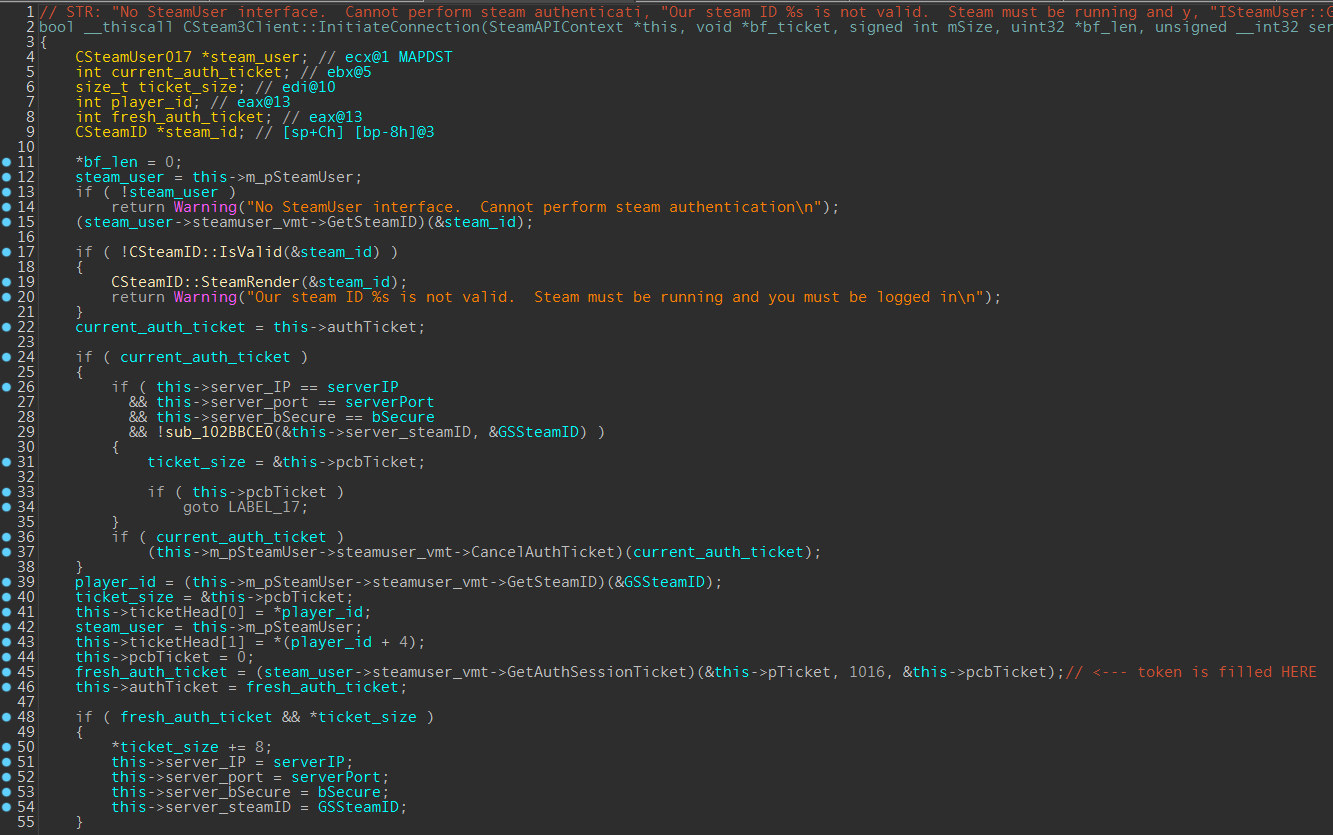 1 // STR: "No SteamUser interface.  Cannot perform steam authenticati, "Our steam ID %s is not valid.  Steam must be running and y, "ISteamUser::G
2 bool __thiscall CSteam3Client::InitiateConnection(SteamAPIContext *this, void *bf_ticket, signed int mSize, uint32 *bf_len, unsigned __int32 ser
3 {
4     CSteamUser017 *steam_user; // ecx@1 MAPDST
5     int current_auth_ticket; // ebx@5
6     size_t ticket_size; // edi@10
7     int player_id; // eax@13
8     int fresh_auth_ticket; // eax@13
9     CSteamID *steam_id; // [sp+Ch] [bp-8h]@3
10
11     *bf_len = 0;
12     steam_user = this->m_pSteamUser;
13     if ( !steam_user )
14         return Warning("No SteamUser interface.  Cannot perform steam authentication\n");
15     (steam_user->steamuser_vmt->GetSteamID)(&steam_id);
16
17     if ( !CSteamID::IsValid(&steam_id) )
18     {
19         CSteamID::SteamRender(&steam_id);
20         return Warning("Our steam ID %s is not valid.  Steam must be running and you must be logged in\n");
21     }
22     current_auth_ticket = this->authTicket;
23
24     if ( current_auth_ticket )
25     {
26         if ( this->server_IP == serverIP
27           && this->server_port == serverPort
28           && this->server_bSecure == bSecure
29           && !sub_102BBCE0(&this->server_steamID, &GSSteamID) )
30         {
31             ticket_size = &this->pcbTicket;
32
33             if ( this->pcbTicket )
34                 goto LABEL_17;
35         }
36         if ( current_auth_ticket )
37             (this->m_pSteamUser->steamuser_vmt->CancelAuthTicket)(current_auth_ticket);
38     }
39     player_id = (this->m_pSteamUser->steamuser_vmt->GetSteamID)(&GSSteamID);
40     ticket_size = &this->pcbTicket;
41     this->ticketHead[0] = *player_id;
42     steam_user = this->m_pSteamUser;
43     this->ticketHead[1] = *(player_id + 4);
44     this->pcbTicket = 0;
45     fresh_auth_ticket = (steam_user->steamuser_vmt->GetAuthSessionTicket)(&this->pTicket, 1016, &this->pcbTicket);// <--- token is filled HERE
46     this->authTicket = fresh_auth_ticket;
47
48     if ( fresh_auth_ticket && *ticket_size )
49     {
50         *ticket_size += 8;
51         this->server_IP = serverIP;
52         this->server_port = serverPort;
53         this->server_bSecure = bSecure;
54         this->server_steamID = GSSteamID;
55     }